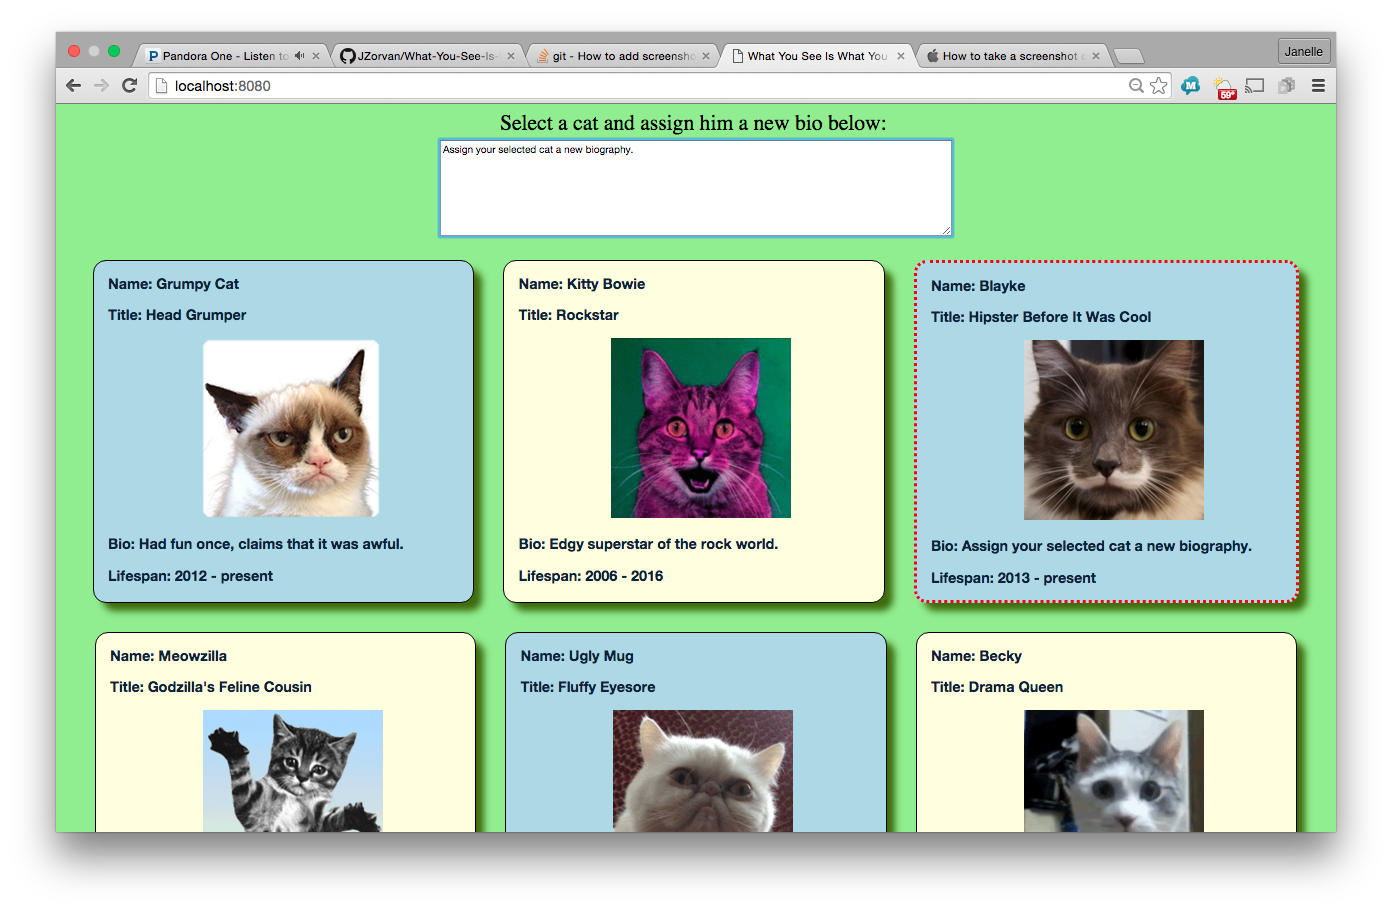 Pandora One - Listen to
JZorvan/What-You-See-Is-
git - How to add screensho
What You See Is What You
How to take a screenshot o
Janelle
localhost:8080
59°
Select a cat and assign him a new bio below:
Assign your selected cat a new biography.
Name: Grumpy Cat
Title: Head Grumper
Bio: Had fun once, claims that it was awful.
Lifespan: 2012 - present
Name: Kitty Bowie
Title: Rockstar
Bio: Edgy superstar of the rock world.
Lifespan: 2006 - 2016
Name: Blayke
Title: Hipster Before It Was Cool
Bio: Assign your selected cat a new biography.
Lifespan: 2013 - present
Name: Meowzilla
Title: Godzilla's Feline Cousin
Name: Ugly Mug
Title: Fluffy Eyesore
Name: Becky
Title: Drama Queen